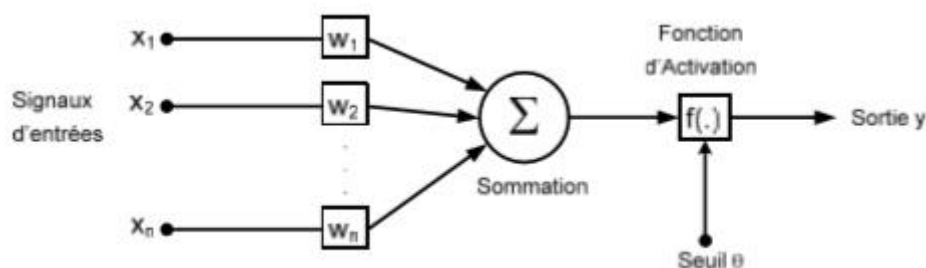 x1
w1
Fonction
d'Activation
Signaux
d'entrées
x2
w2
Σ
f(.)
Sortie y
Sommation
xn
wn
Seuil θ